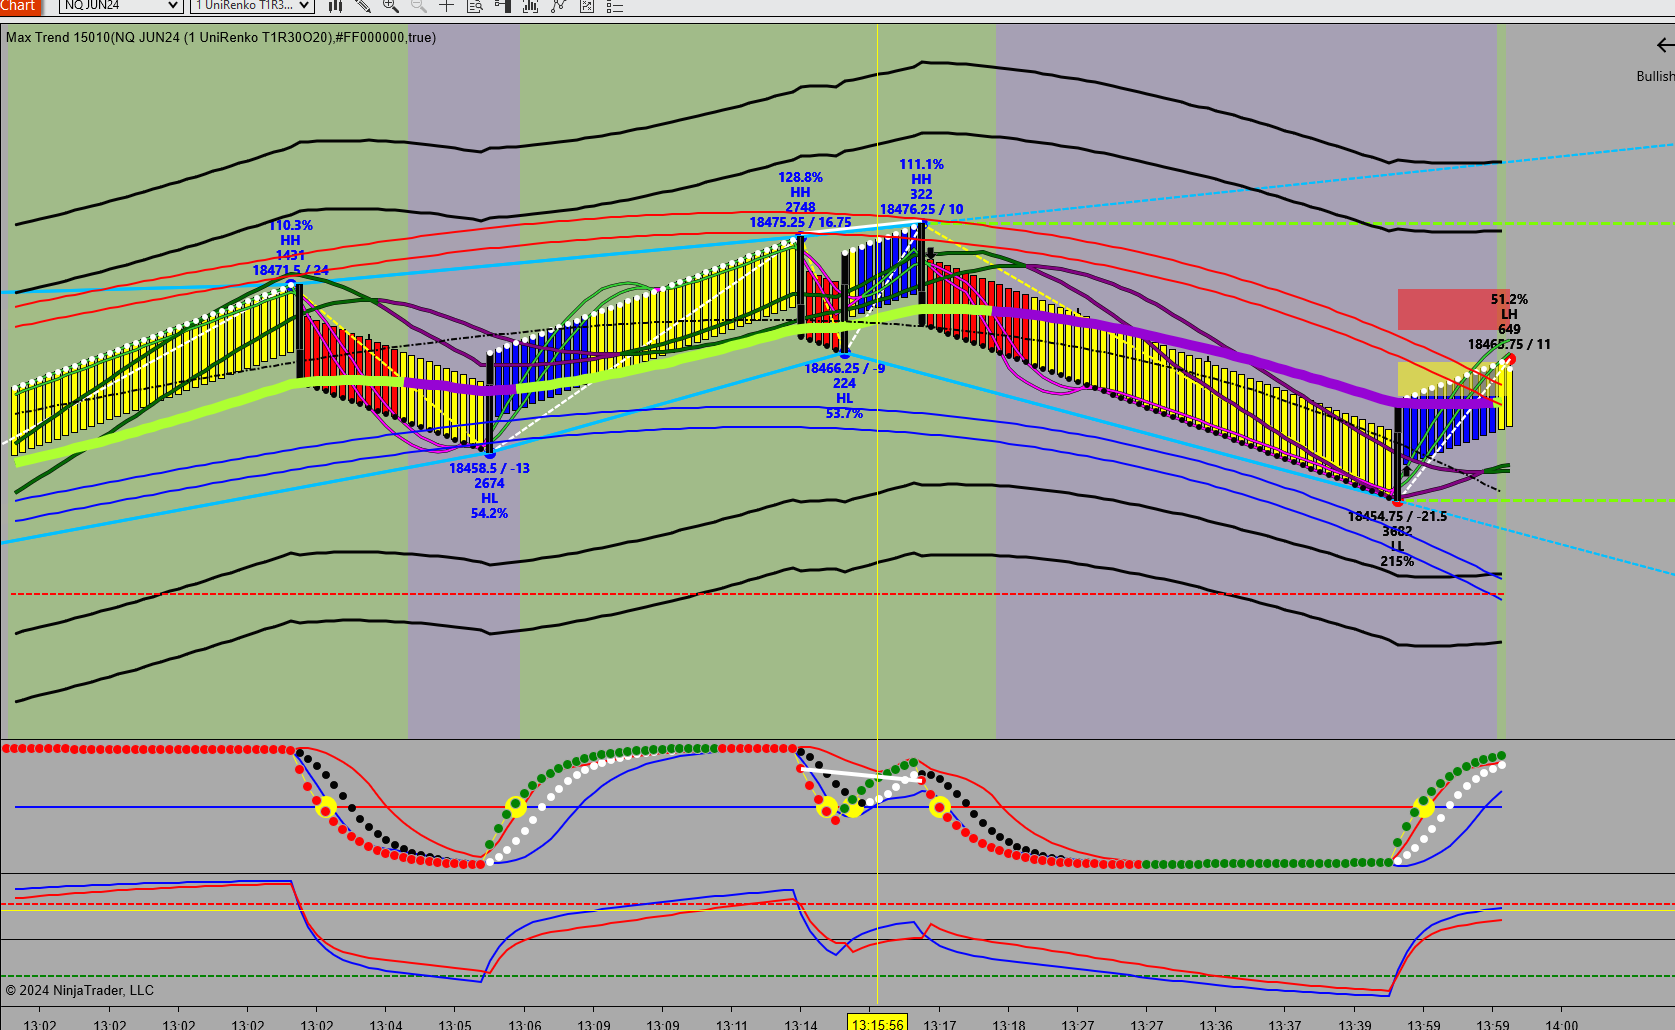 Chart
NQ JUN24
1 UniRenko T1R3...
Max Trend 15010(NQ JUN24 (1 UniRenko T1R30O20),#FF000000,true)
Bullish
110.3%
HH
1431
18471.5 / 24
128.8%
HH
2748
18475.25 / 16.75
111.1%
HH
322
18476.25 / 10
51.2%
LH
649
18465.75 / 11
18466.25 / -9
224
HL
53.7%
18458.5 / -13
2674
HL
54.2%
18454.75 / -21.5
3682
LL
215%
© 2024 NinjaTrader, LLC
13:02 13:02 13:02 13:02 13:02 13:04 13:05 13:06 13:09 13:09 13:11 13:14 13:15:56 13:17 13:18 13:27 13:27 13:36 13:37 13:39 13:59 13:59 14:00